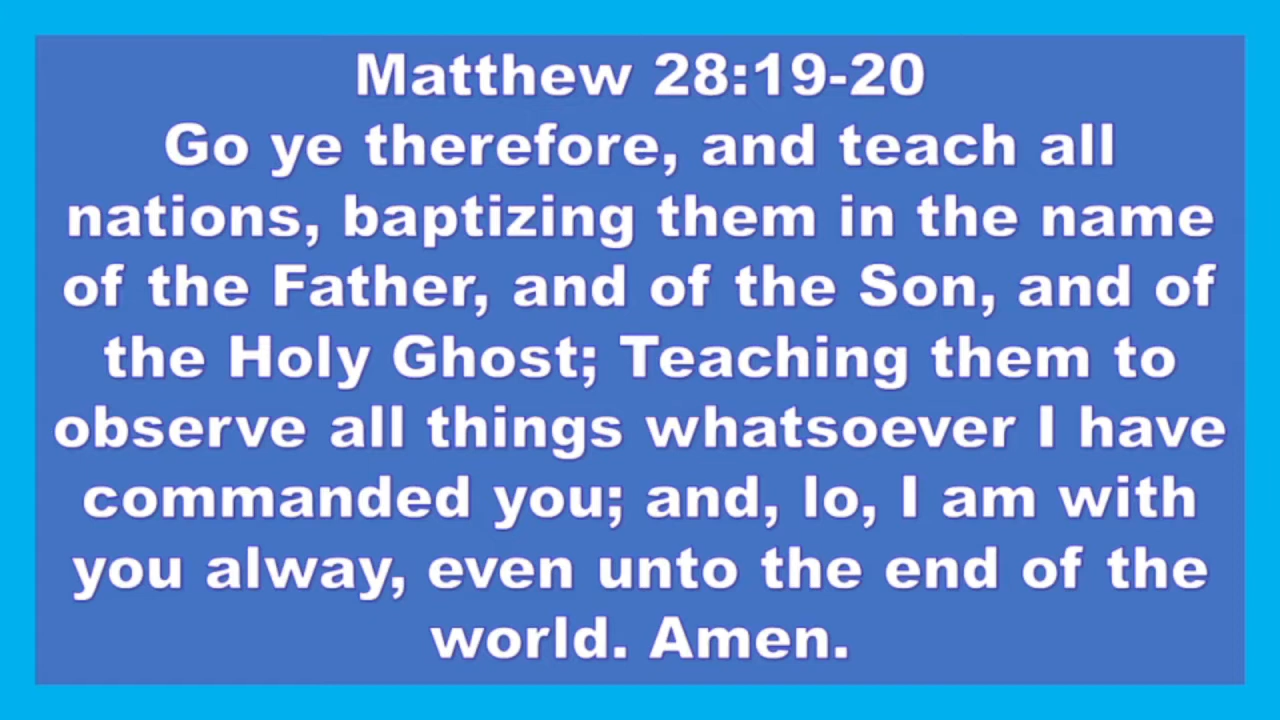 Matthew 28:19-20
Go ye therefore, and teach all
nations, baptizing them in the name
of the Father, and of the Son, and of
the Holy Ghost; Teaching them to
observe all things whatsoever I have
commanded you; and, lo, I am with
you alway, even unto the end of the
world. Amen.